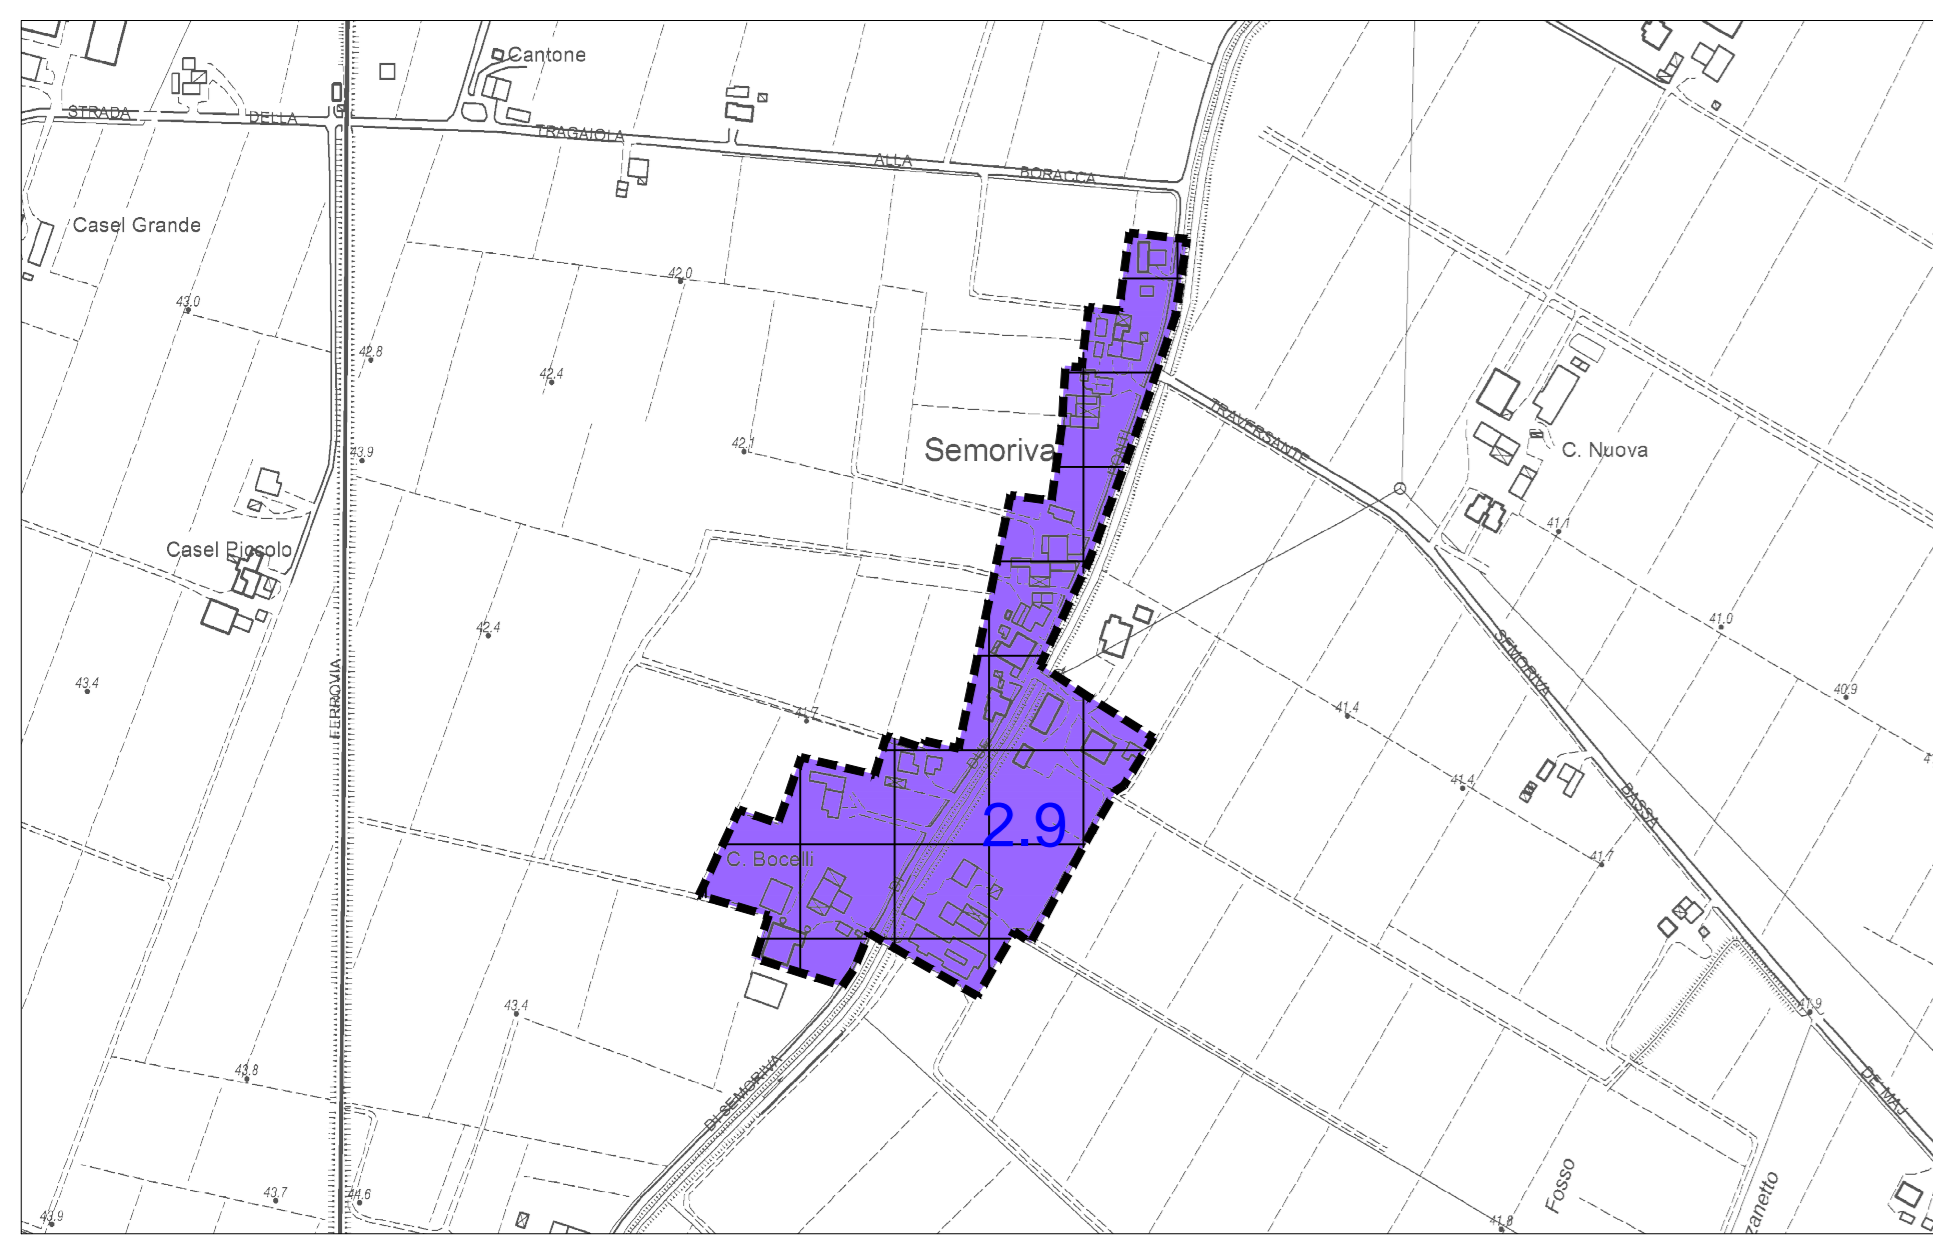 Cantone
STRADA DELLA TRAGAIOLA ALLA BORACCA
Casel Grande
42.0
43.0
42.8
42.4
TRAVERSANTE
42.1
Semoriva
C. Nuova
43.9
41.1
Casel Piccolo
41.0
42.4
SEMORIVA
FERROVIA
43.4
40.9
41.7
41.4
DUE
41.4
BASSA
2.9
41.7
C. Bocelli
43.4
41.9
43.8
DI SEMORIVA
DE MAJ
Fosso
43.7
44.6
zanetto
43.9
41.8